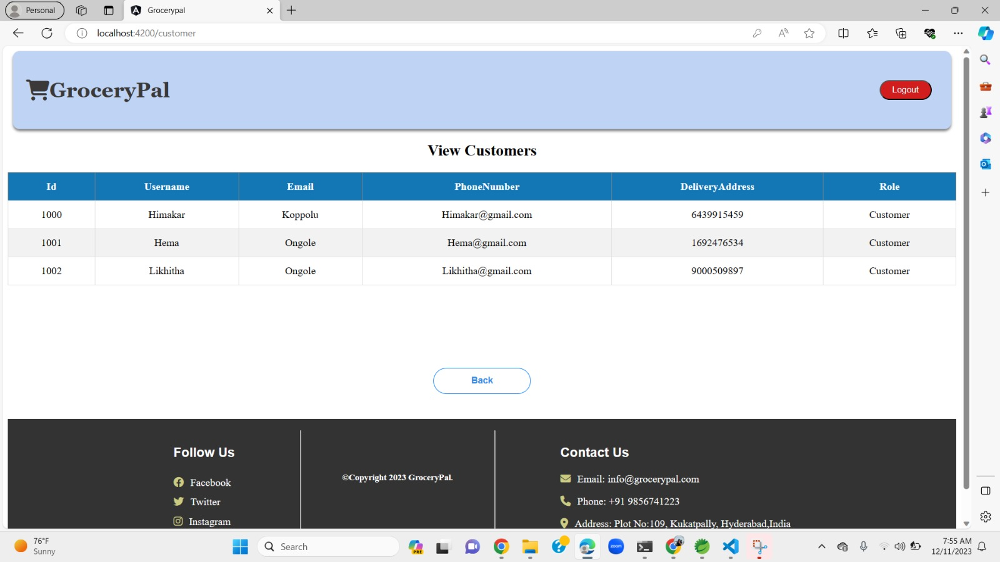 Personal
Grocerypal
localhost:4200/customer
GroceryPal
Logout
View Customers
Id Username Email PhoneNumber DeliveryAddress Role
1000 Himakar Koppolu Himakar@gmail.com 6439915459 Customer
1001 Hema Ongole Hema@gmail.com 1692476534 Customer
1002 Likhitha Ongole Likhitha@gmail.com 9000509897 Customer
Back
Follow Us
Facebook
Twitter
Instagram
©Copyright 2023 GroceryPal.
Contact Us
Email: info@grocerypal.com
Phone: +91 9856741223
Address: Plot No:109, Kukatpally, Hyderabad,India
76°F
Sunny
Search
PRE
zoom
7:55 AM
12/11/2023